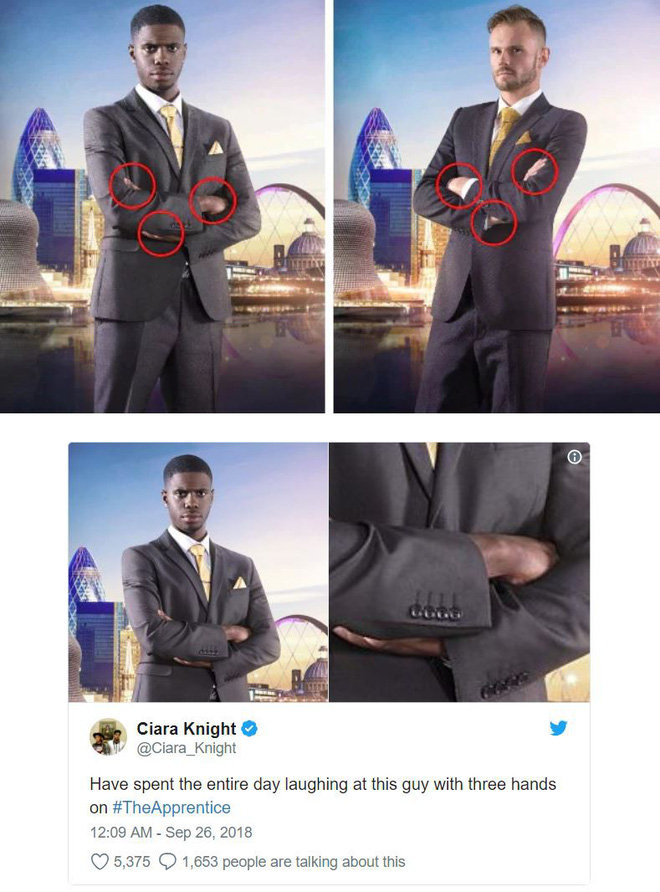 Ciara Knight
@Ciara_Knight
Have spent the entire day laughing at this guy with three hands
on #TheApprentice
12:09 AM - Sep 26, 2018
5,375 1,653 people are talking about this